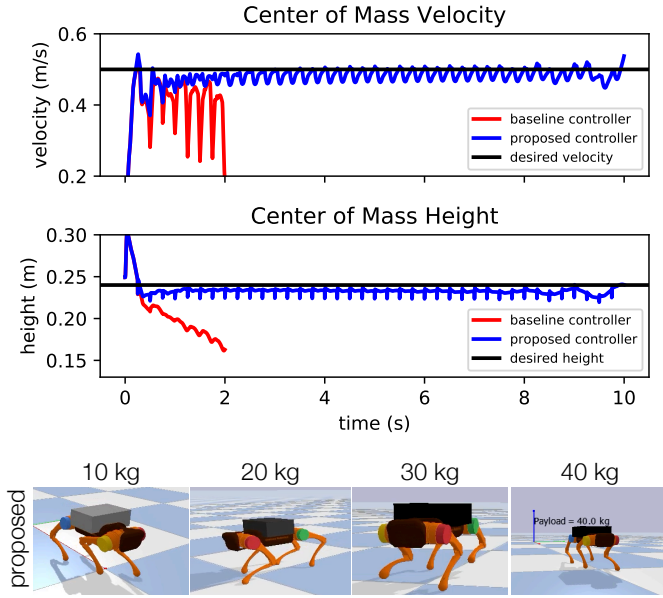 Center of Mass Velocity
0.6
0.4
0.2
velocity (m/s)
baseline controller
proposed controller
desired velocity
Center of Mass Height
0.30
0.24
0.20
0.15
height (m)
baseline controller
proposed controller
desired height
0 2 4 6 8 10
time (s)
10 kg 20 kg 30 kg 40 kg
proposed
Payload = 40.0 kg